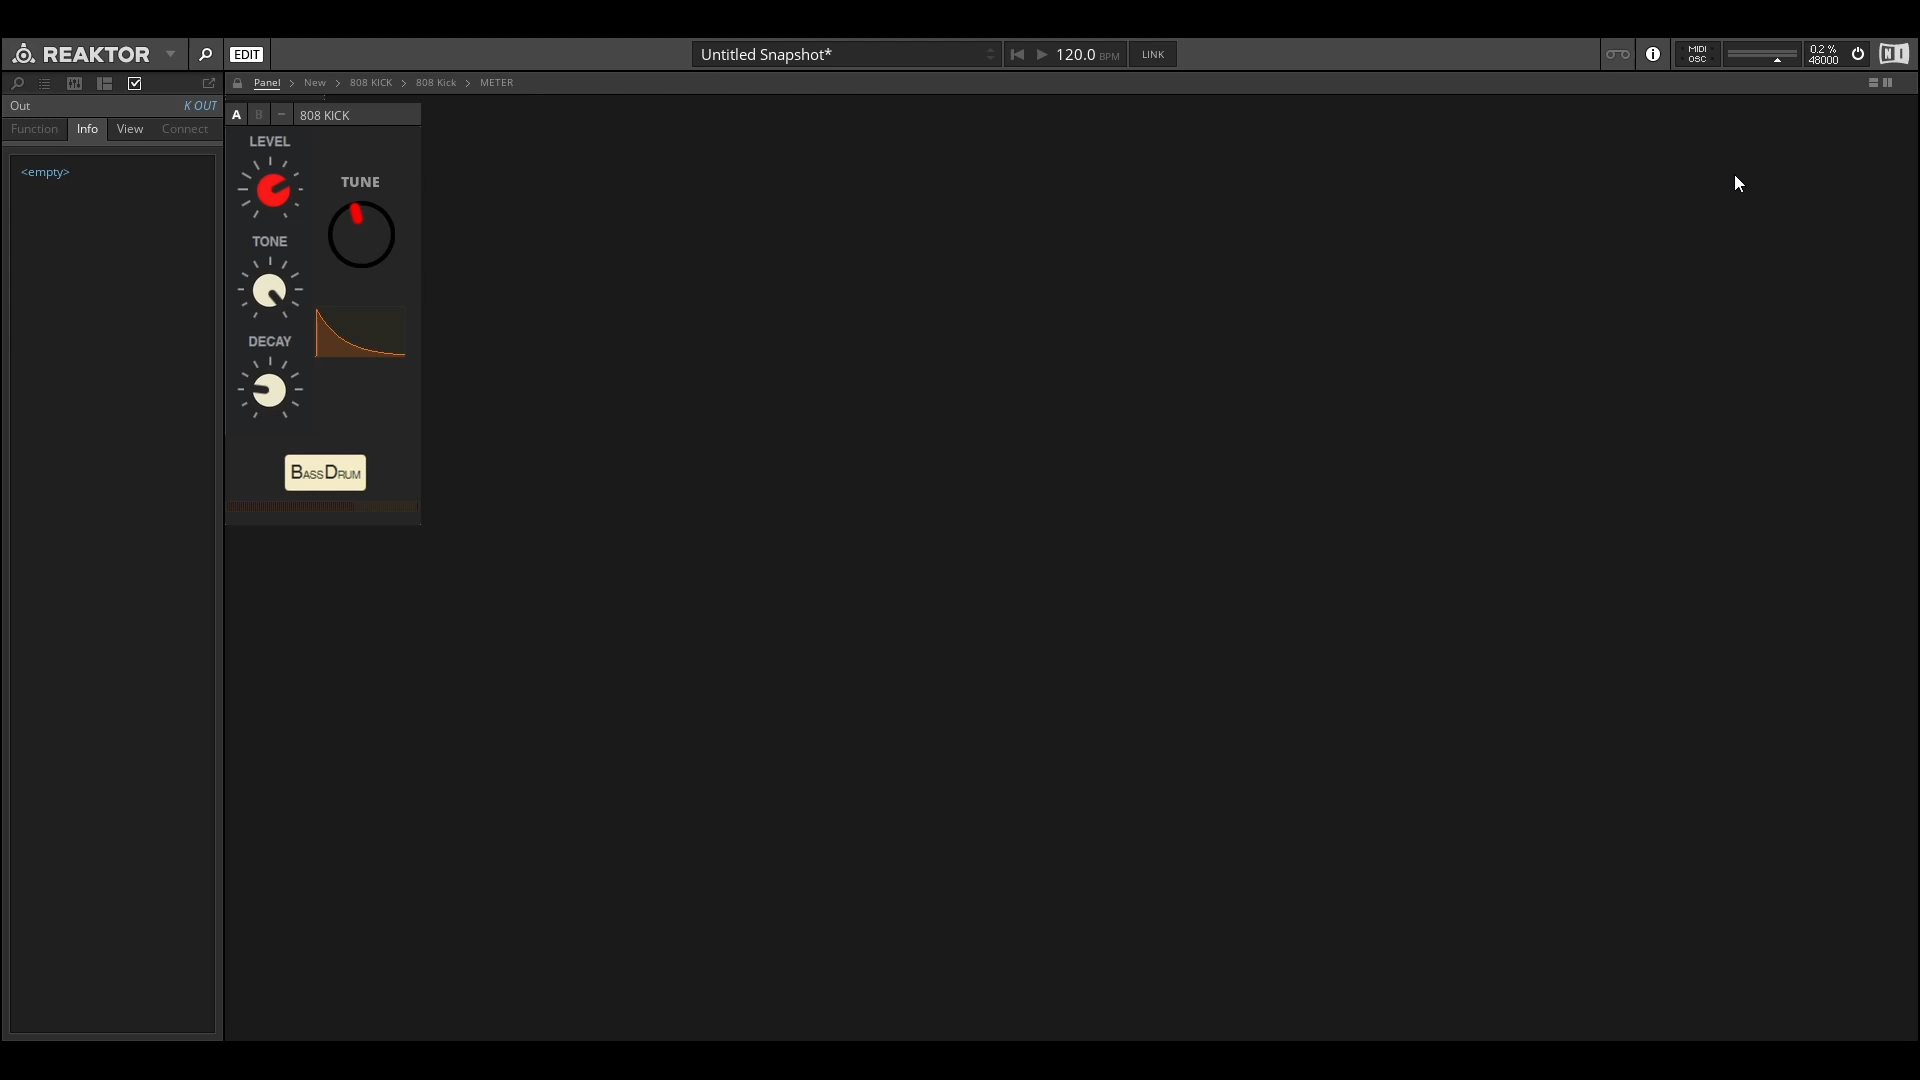 REAKTOR EDIT Untitled Snapshot* 120.0 BPM LINK MIDI OSC 0.2 % 48000 NI
Panel > New > 808 KICK > 808 Kick > METER
Out K OUT
Function Info View Connect
<empty>
A B – 808 KICK
LEVEL
TUNE
TONE
DECAY
BASSDRUM